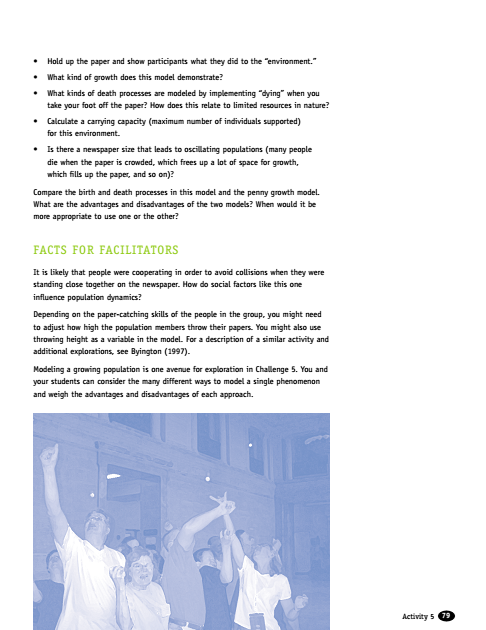 • Hold up the paper and show participants what they did to the “environment.”
• What kind of growth does this model demonstrate?
• What kinds of death processes are modeled by implementing “dying” when you
take your foot off the paper? How does this relate to limited resources in nature?
• Calculate a carrying capacity (maximum number of individuals supported)
for this environment.
• Is there a newspaper size that leads to oscillating populations (many people
die when the paper is crowded, which frees up a lot of space for growth,
which fills up the paper, and so on)?
Compare the birth and death processes in this model and the penny growth model.
What are the advantages and disadvantages of the two models? When would it be
more appropriate to use one or the other?
FACTS FOR FACILITATORS
It is likely that people were cooperating in order to avoid collisions when they were
standing close together on the newspaper. How do social factors like this one
influence population dynamics?
Depending on the paper-catching skills of the people in the group, you might need
to adjust how high the population members throw their papers. You might also use
throwing height as a variable in the model. For a description of a similar activity and
additional explorations, see Byington (1997).
Modeling a growing population is one avenue for exploration in Challenge 5. You and
your students can consider the many different ways to model a single phenomenon
and weigh the advantages and disadvantages of each approach.
Activity 5 79